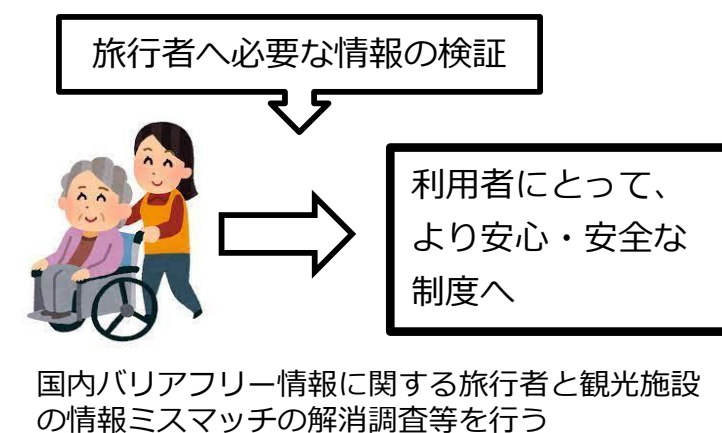 旅行者へ必要な情報の検証
利用者にとって、
より安心・安全な
制度へ
国内バリアフリー情報に関する旅行者と観光施設
の情報ミスマッチの解消調査等を行う